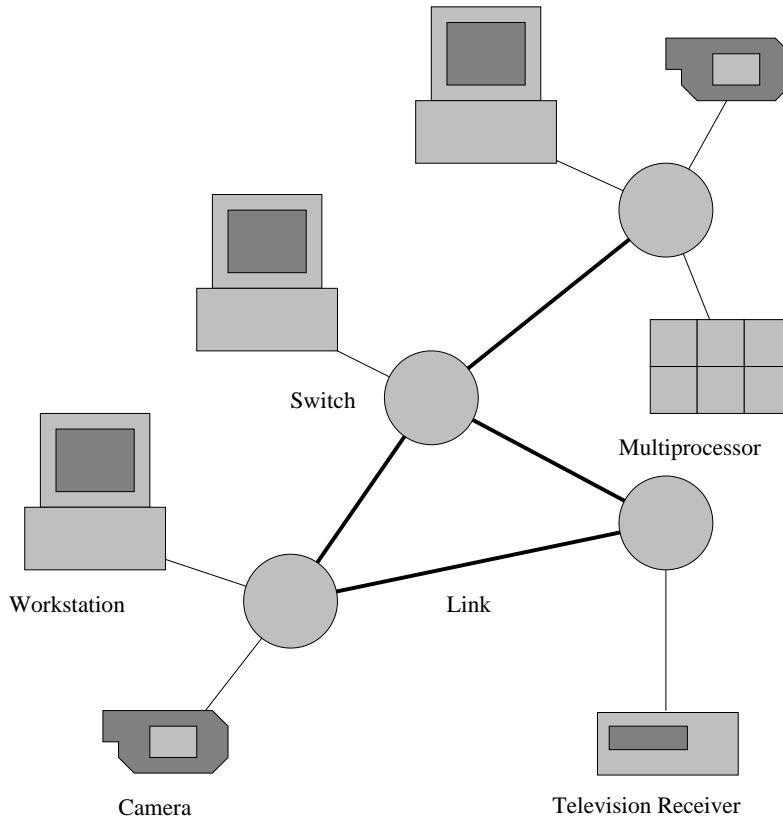 Switch
Multiprocessor
Workstation
Link
Camera
Television Receiver